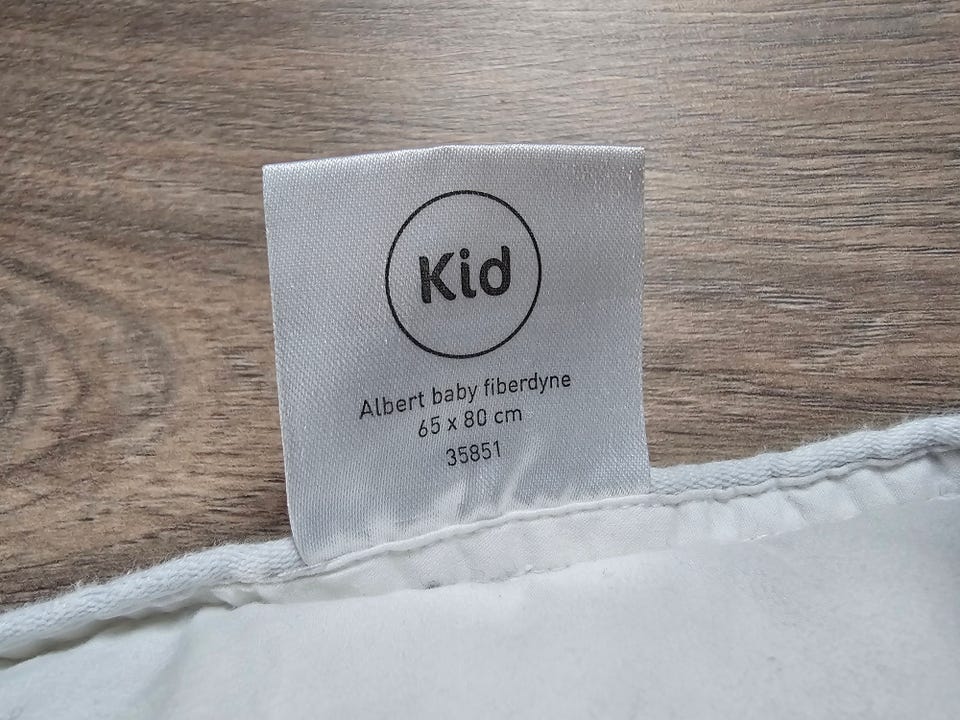 Kid
Albert baby fiberdyne
65 x 80 cm
35851